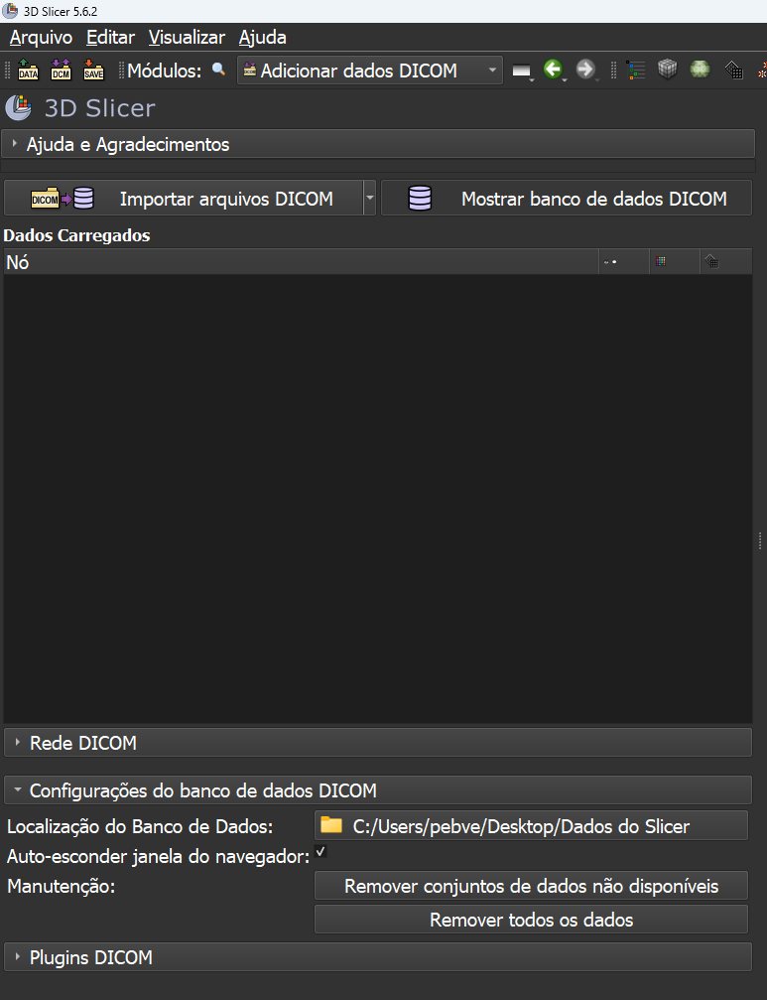 3D Slicer 5.6.2
Arquivo Editar Visualizar Ajuda
DATA DCM SAVE Módulos: Adicionar dados DICOM
3D Slicer
Ajuda e Agradecimentos
DICOM Importar arquivos DICOM Mostrar banco de dados DICOM
Dados Carregados
Nó
Rede DICOM
Configurações do banco de dados DICOM
Localização do Banco de Dados: C:/Users/pebve/Desktop/Dados do Slicer
Auto-esconder janela do navegador:
Manutenção: Remover conjuntos de dados não disponíveis
Remover todos os dados
Plugins DICOM